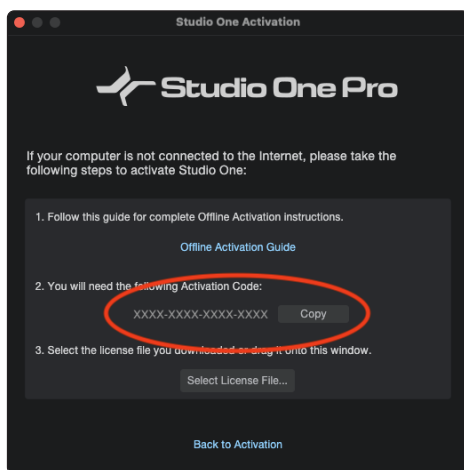 Studio One Activation
Studio One Pro
If your computer is not connected to the Internet, please take the
following steps to activate Studio One:
1. Follow this guide for complete Offline Activation instructions.
Offline Activation Guide
2. You will need the following Activation Code:
XXXX-XXXX-XXXX-XXXX Copy
3. Select the license file you downloaded or drag it onto this window.
Select License File...
Back to Activation